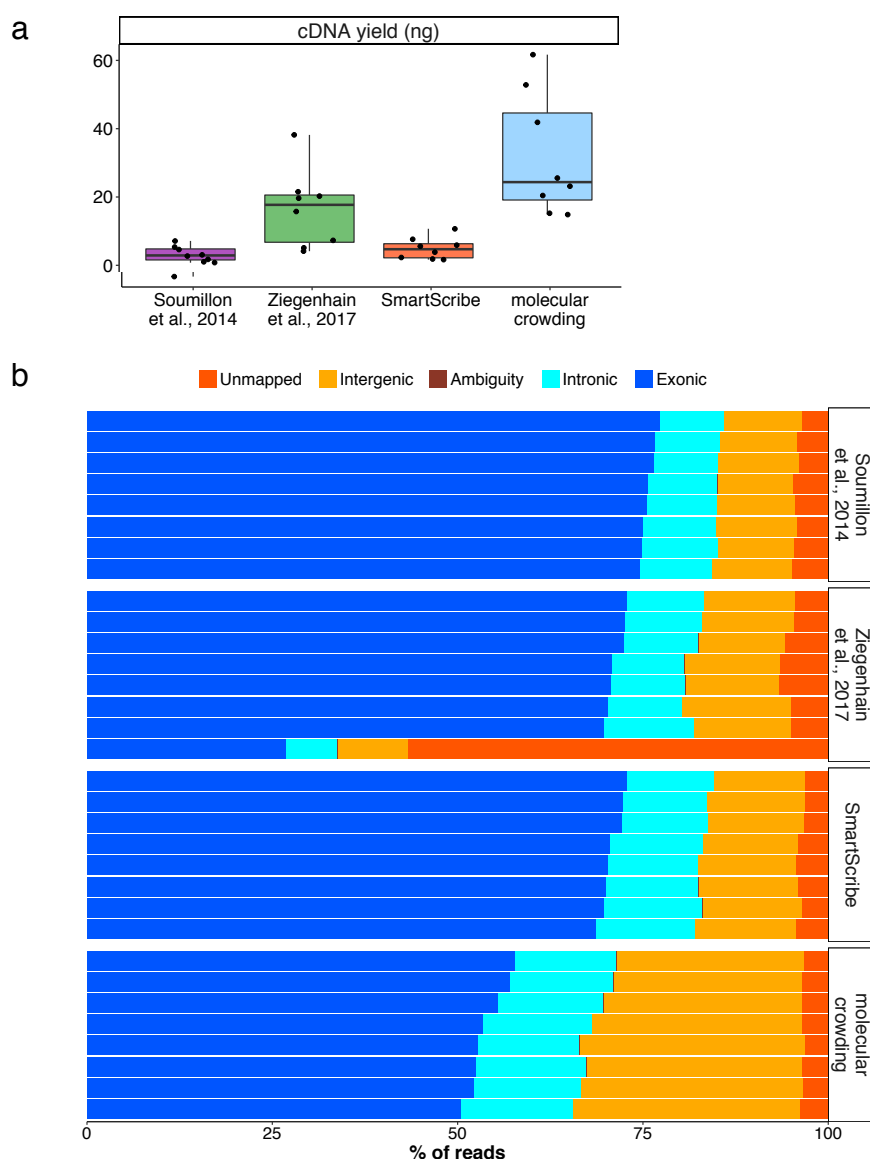 a
cDNA yield (ng)
60
40
20
0
Soumillon
et al., 2014
Ziegenhain
et al., 2017
SmartScribe
molecular
crowding
b
Unmapped Intergenic Ambiguity Intronic Exonic
Soumillon
et al., 2014
Ziegenhain
et al., 2017
SmartScribe
molecular
crowding
0 25 50 75 100
% of reads